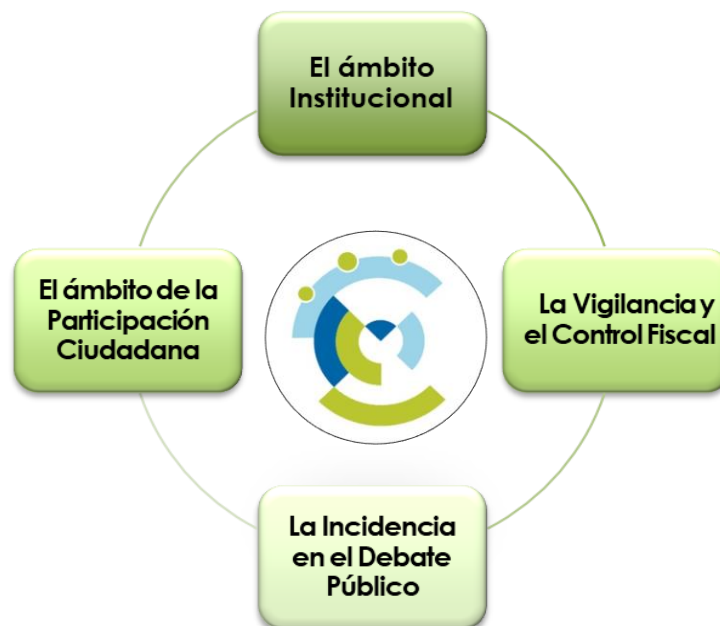 El ámbito
Institucional
La Vigilancia y
el Control Fiscal
La Incidencia
en el Debate
Público
El ámbito de la
Participación
Ciudadana